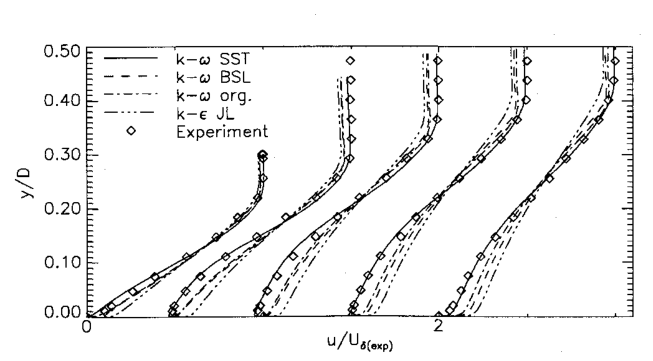 0.50
0.40
0.30
0.20
0.10
0.00
y/D
k-ω SST
k-ω BSL
k-ω org.
k-ε JL
Experiment
0
2
u/Uδ(exp)